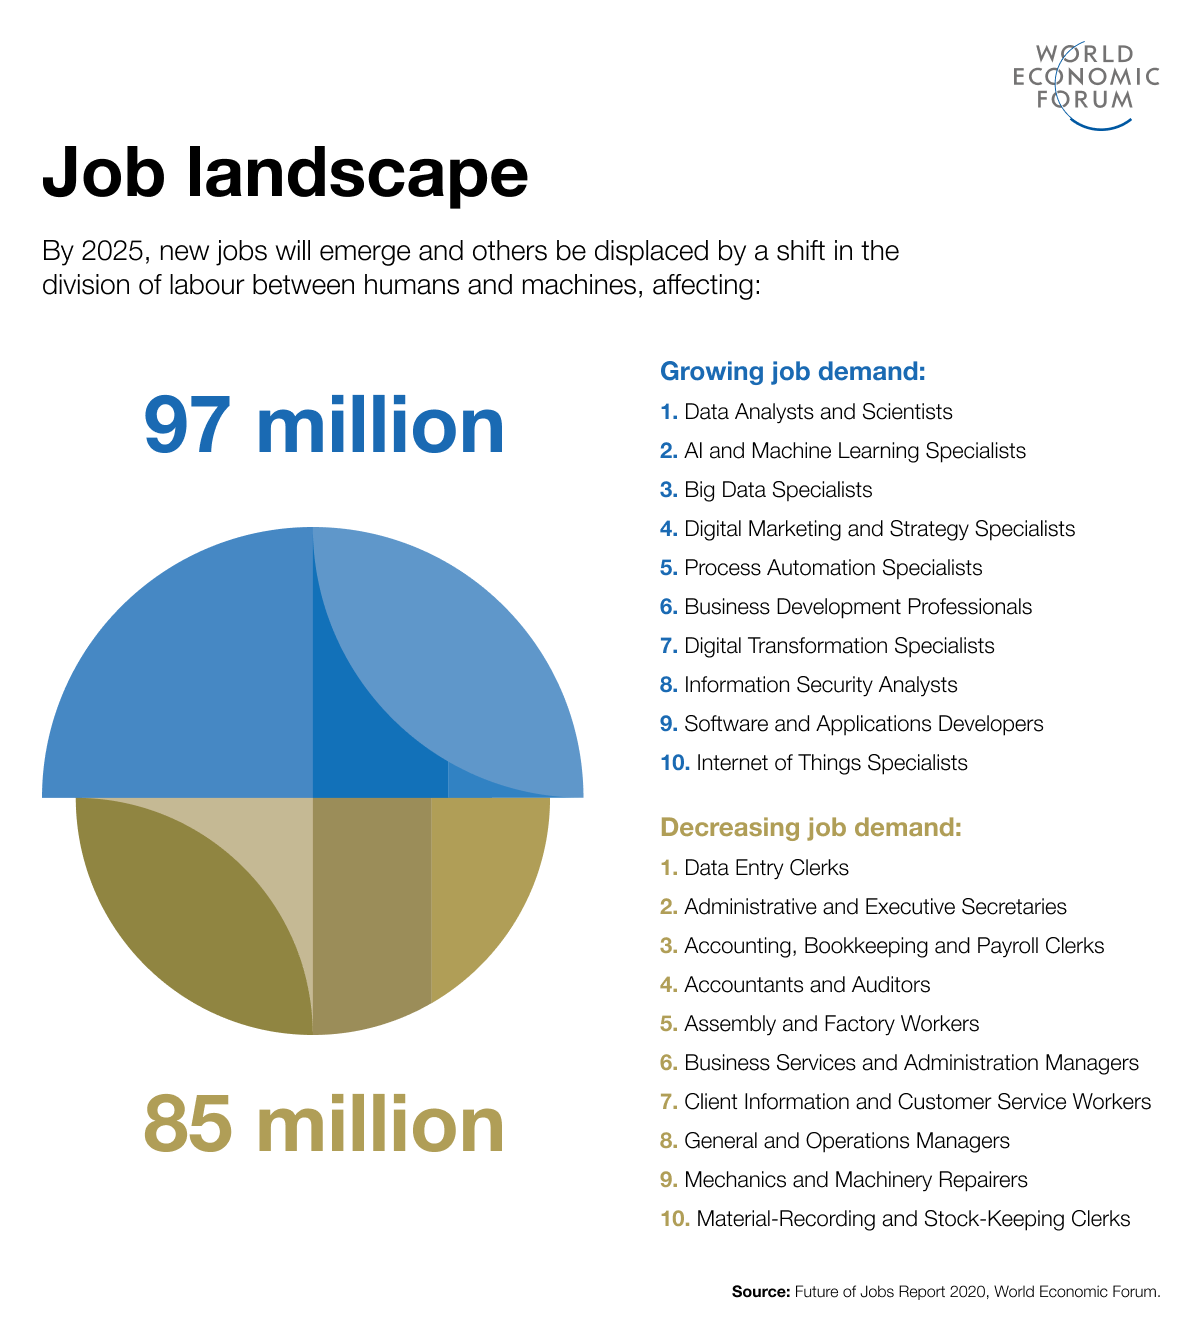 WORLD
ECONOMIC
FORUM
Job landscape
By 2025, new jobs will emerge and others be displaced by a shift in the
division of labour between humans and machines, affecting:
97 million
85 million
Growing job demand:
1. Data Analysts and Scientists
2. AI and Machine Learning Specialists
3. Big Data Specialists
4. Digital Marketing and Strategy Specialists
5. Process Automation Specialists
6. Business Development Professionals
7. Digital Transformation Specialists
8. Information Security Analysts
9. Software and Applications Developers
10. Internet of Things Specialists
Decreasing job demand:
1. Data Entry Clerks
2. Administrative and Executive Secretaries
3. Accounting, Bookkeeping and Payroll Clerks
4. Accountants and Auditors
5. Assembly and Factory Workers
6. Business Services and Administration Managers
7. Client Information and Customer Service Workers
8. General and Operations Managers
9. Mechanics and Machinery Repairers
10. Material-Recording and Stock-Keeping Clerks
Source: Future of Jobs Report 2020, World Economic Forum.